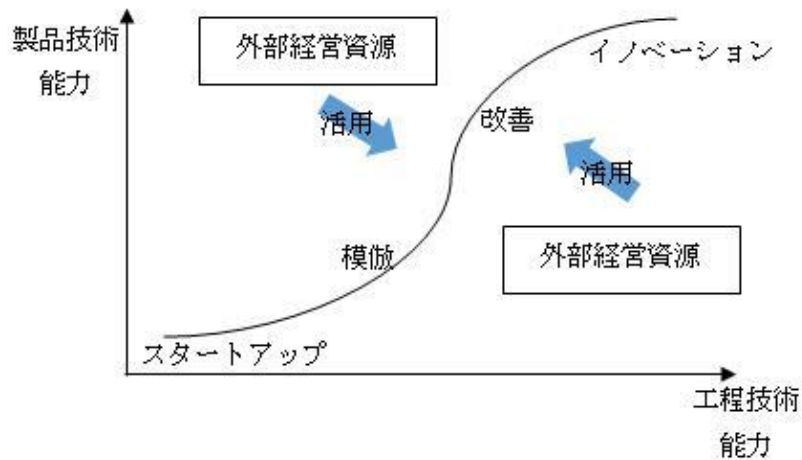 製品技術
能力
外部経営資源
イノベーション
活用
改善
活用
模倣
外部経営資源
スタートアップ
工程技術
能力